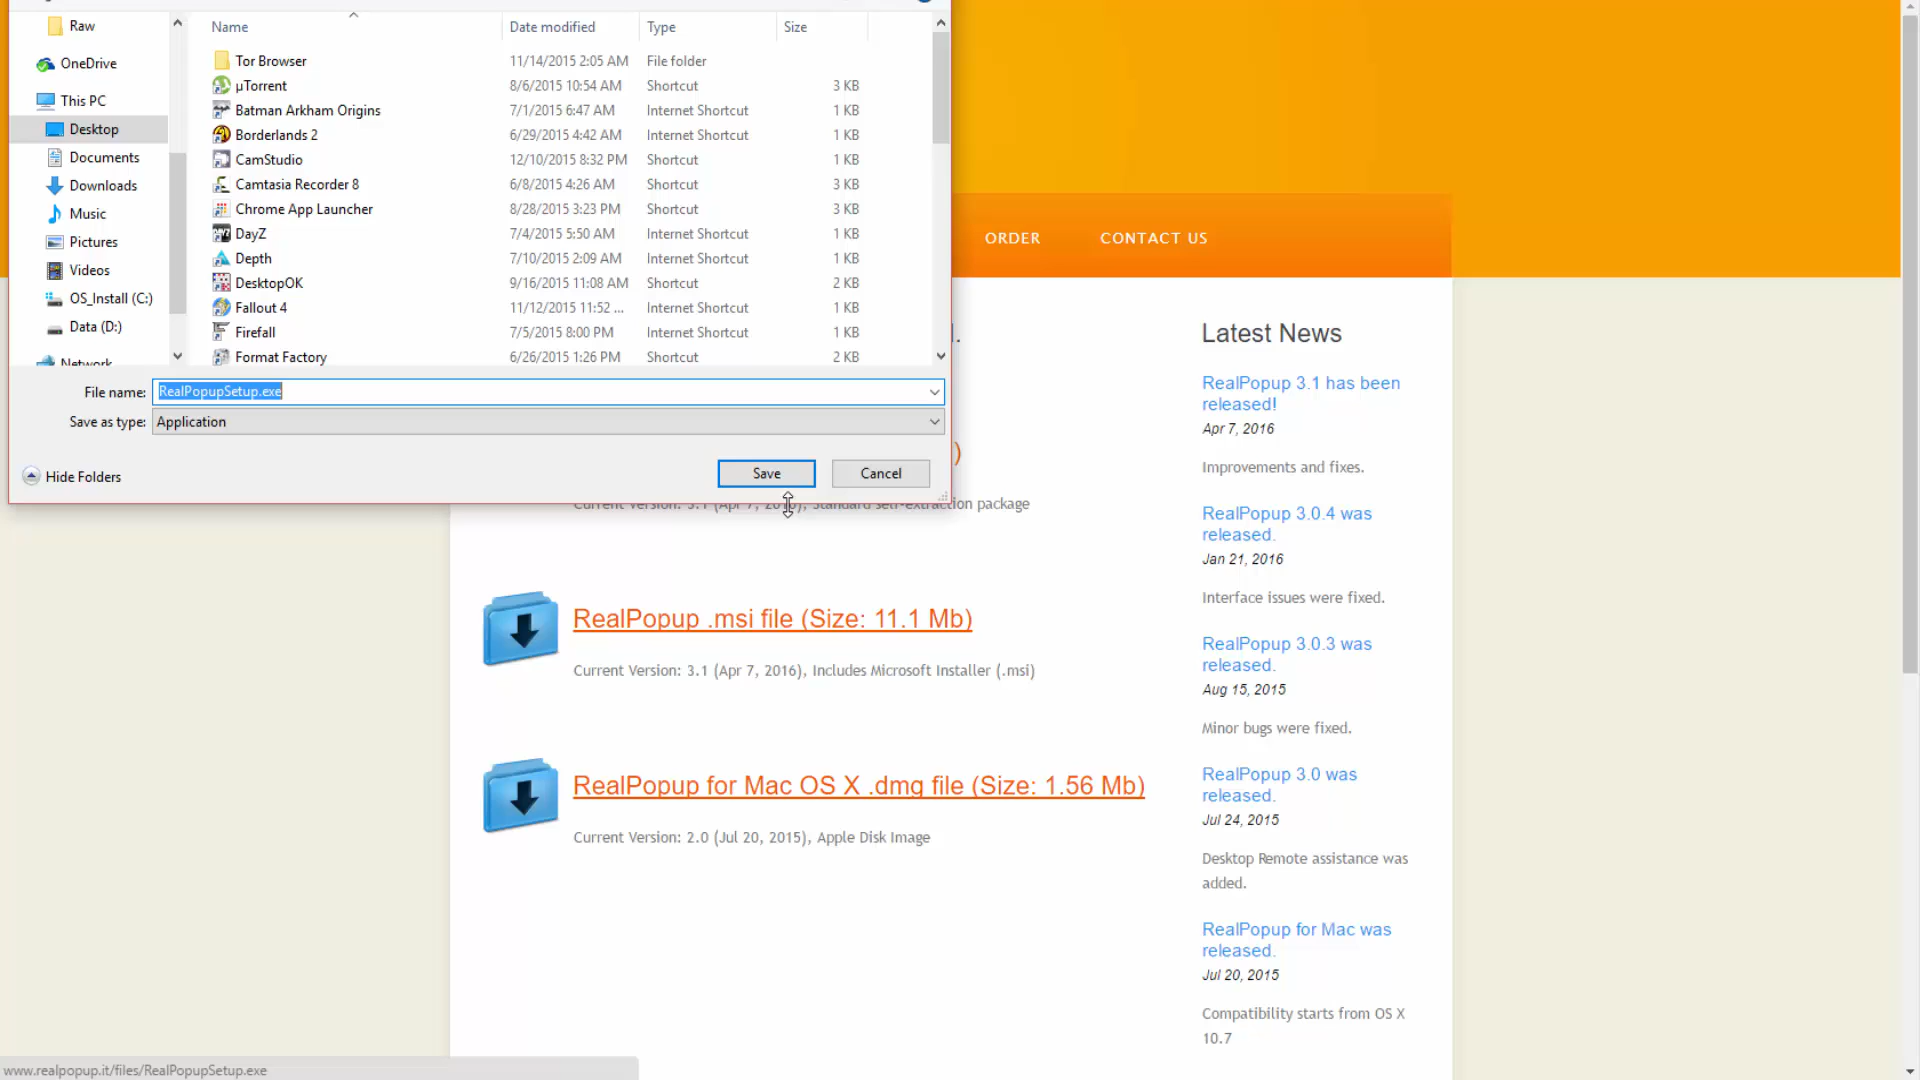 Raw
OneDrive
This PC
Desktop
Documents
Downloads
Music
Pictures
Videos
OS_Install (C:)
Data (D:)
Network
Name Date modified Type Size
Tor Browser 11/14/2015 2:05 AM File folder
µTorrent 8/6/2015 10:54 AM Shortcut 3 KB
Batman Arkham Origins 7/1/2015 6:47 AM Internet Shortcut 1 KB
Borderlands 2 6/29/2015 4:42 AM Internet Shortcut 1 KB
CamStudio 12/10/2015 8:32 PM Shortcut 1 KB
Camtasia Recorder 8 6/8/2015 4:26 AM Shortcut 3 KB
Chrome App Launcher 8/28/2015 3:23 PM Shortcut 3 KB
DayZ 7/4/2015 5:50 AM Internet Shortcut 1 KB
Depth 7/10/2015 2:09 AM Internet Shortcut 1 KB
DesktopOK 9/16/2015 11:08 AM Shortcut 2 KB
Fallout 4 11/12/2015 11:52 ... Internet Shortcut 1 KB
Firefall 7/5/2015 8:00 PM Internet Shortcut 1 KB
Format Factory 6/26/2015 1:26 PM Shortcut 2 KB
File name: RealPopupSetup.exe
Save as type: Application
Hide Folders Save Cancel
ORDER CONTACT US
.
)
Current Version: 3.1 (Apr 7, 2016), Standard self-extraction package
RealPopup .msi file (Size: 11.1 Mb)
Current Version: 3.1 (Apr 7, 2016), Includes Microsoft Installer (.msi)
RealPopup for Mac OS X .dmg file (Size: 1.56 Mb)
Current Version: 2.0 (Jul 20, 2015), Apple Disk Image
Latest News
RealPopup 3.1 has been
released!
Apr 7, 2016
Improvements and fixes.
RealPopup 3.0.4 was
released.
Jan 21, 2016
Interface issues were fixed.
RealPopup 3.0.3 was
released.
Aug 15, 2015
Minor bugs were fixed.
RealPopup 3.0 was
released.
Jul 24, 2015
Desktop Remote assistance was
added.
RealPopup for Mac was
released.
Jul 20, 2015
Compatibility starts from OS X
10.7
www.realpopup.it/files/RealPopupSetup.exe